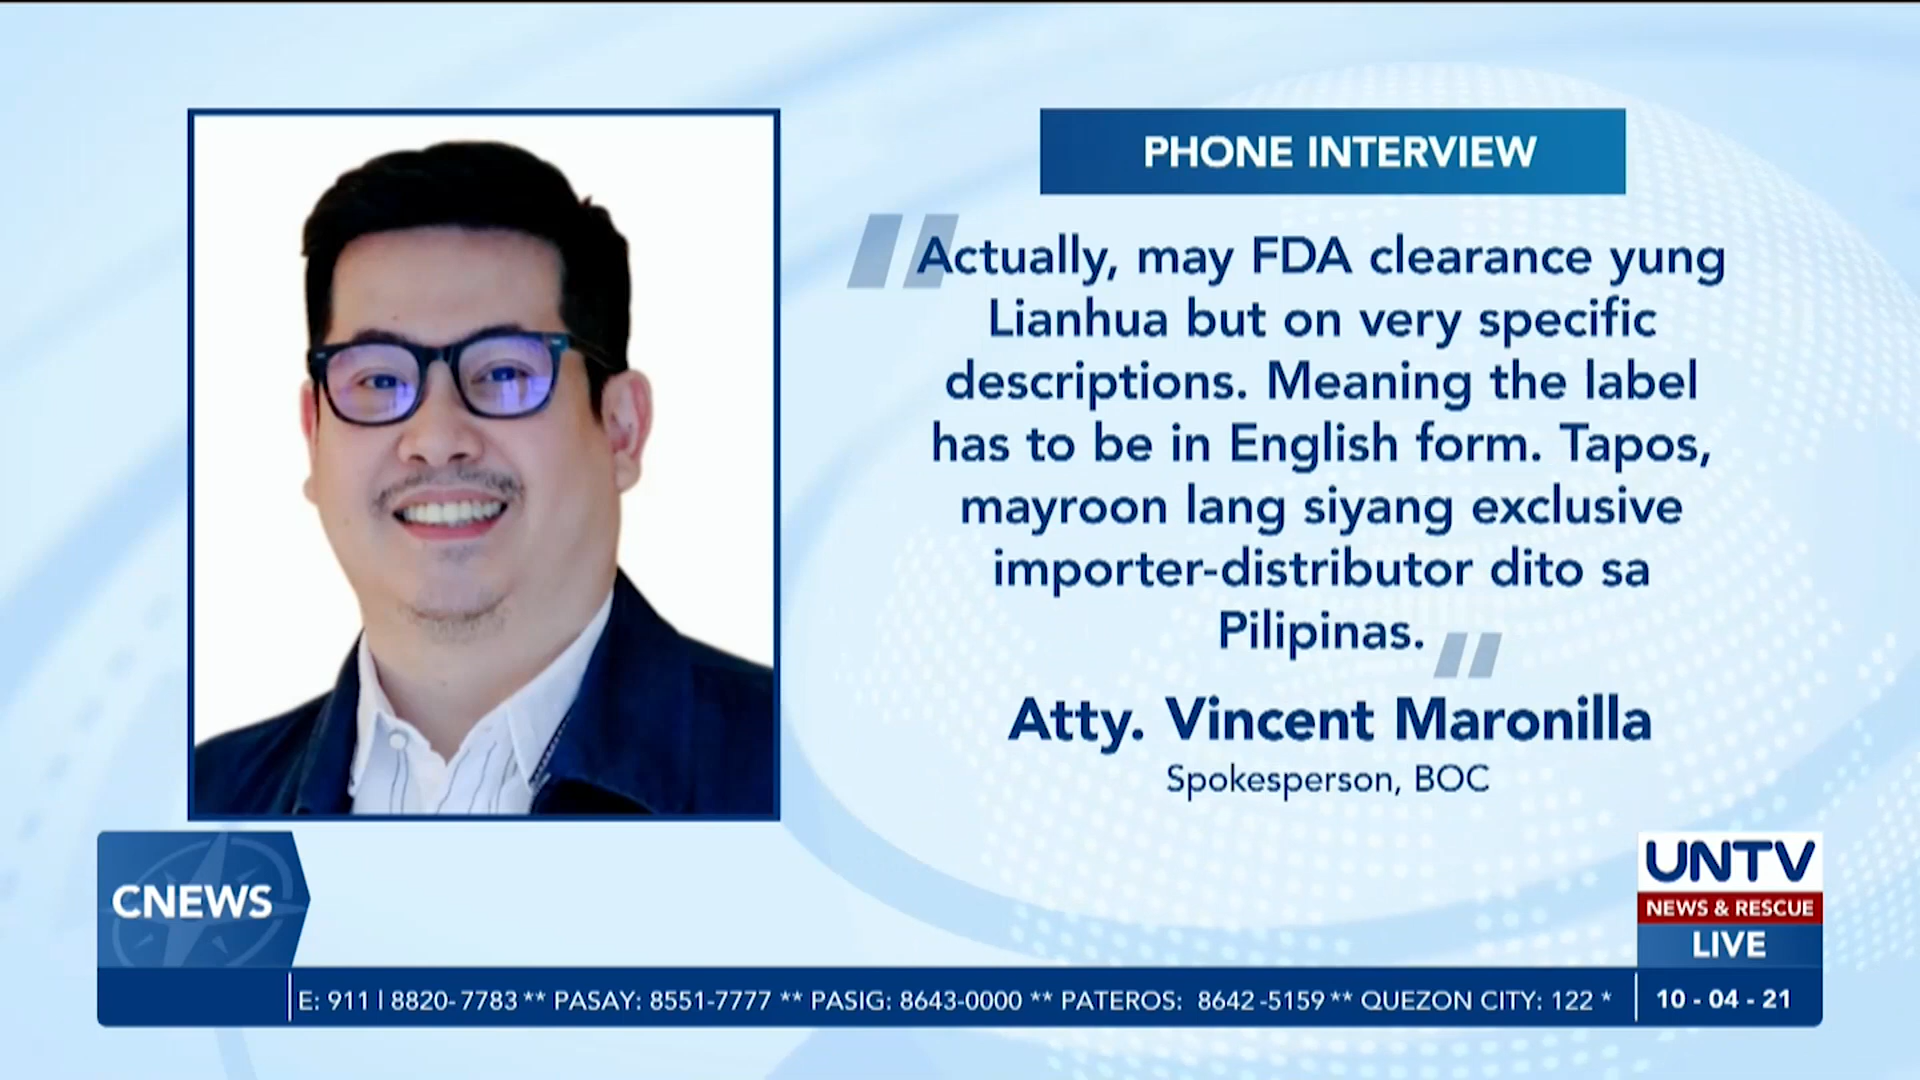 PHONE INTERVIEW
Actually, may FDA clearance yung
Lianhua but on very specific
descriptions. Meaning the label
has to be in English form. Tapos,
mayroon lang siyang exclusive
importer-distributor dito sa
Pilipinas.
Atty. Vincent Maronilla
Spokesperson, BOC
CNEWS
UNTV
NEWS & RESCUE
LIVE
E: 911 | 8820-7783 ** PASAY: 8551-7777 ** PASIG: 8643-0000 ** PATEROS: 8642-5159 ** QUEZON CITY: 122 *
10 - 04 - 21